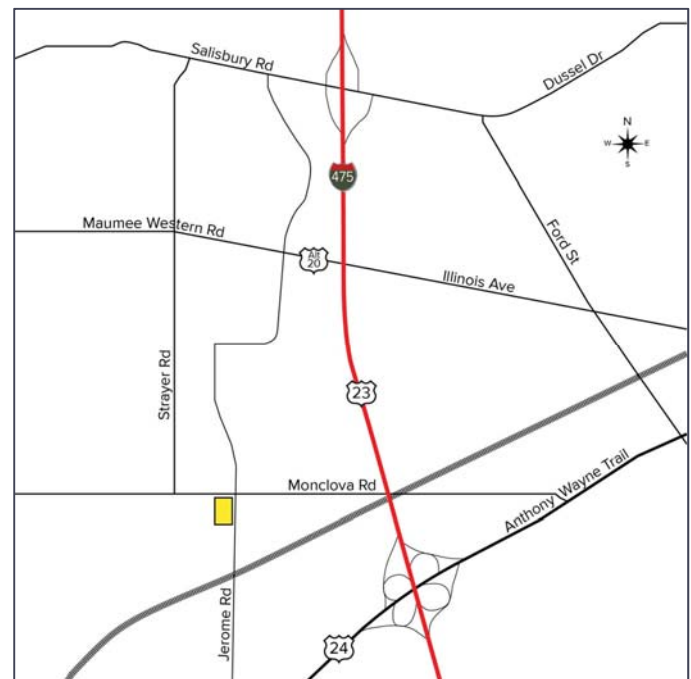 Salisbury Rd
Dussel Dr
N
W
E
S
475
Maumee Western Rd
Ford St
ALT
20
Illinois Ave
Strayer Rd
23
Monclova Rd
Anthony Wayne Trail
Jerome Rd
24